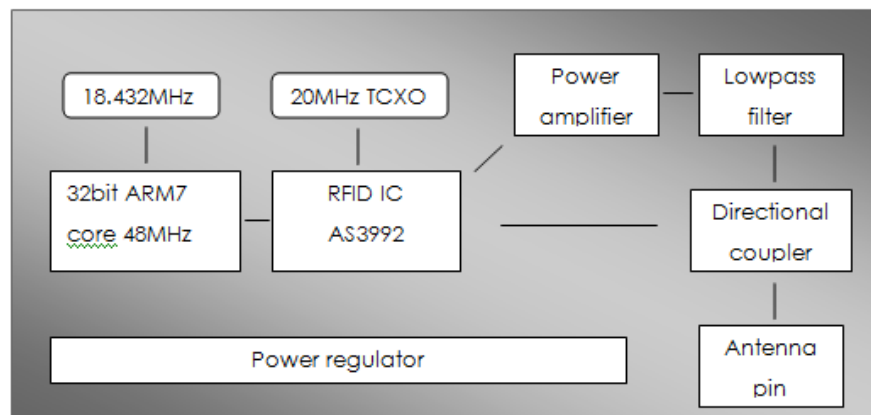 18.432MHz
20MHz TCXO
Power
amplifier
Lowpass
filter
32bit ARM7
core 48MHz
RFID IC
AS3992
Directional
coupler
Power regulator
Antenna
pin